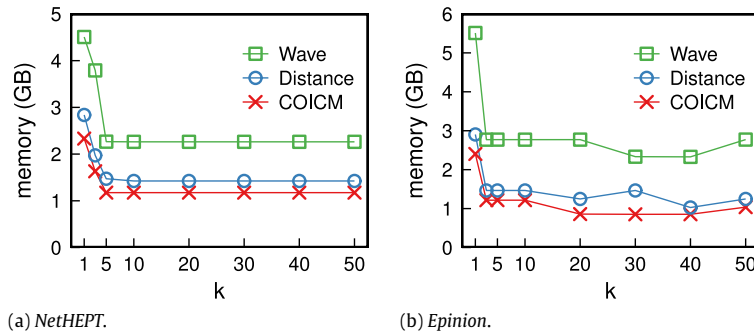 5
4
3
2
1
0
memory (GB)
Wave
Distance
COICM
1 5 10 20 30 40 50
k
(a) NetHEPT.
6
5
4
3
2
1
0
memory (GB)
Wave
Distance
COICM
1 5 10 20 30 40 50
k
(b) Epinion.